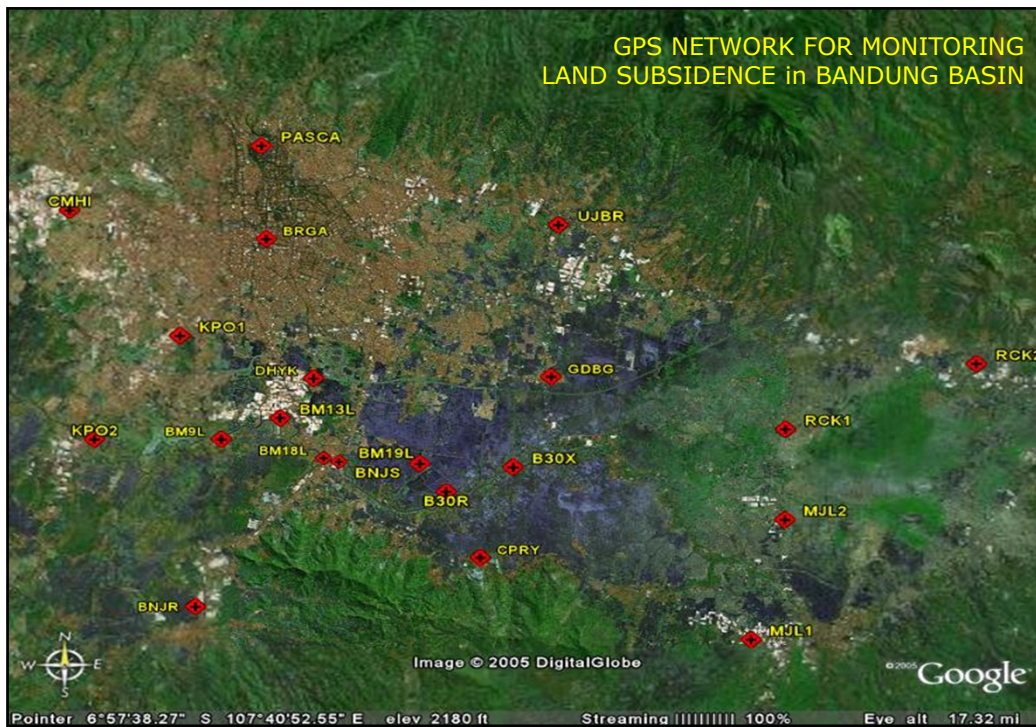 GPS NETWORK FOR MONITORING
LAND SUBSIDENCE in BANDUNG BASIN
PASCA
CMHI
UJBR
BRGA
KPO1
RCK2
DHYK
GDBG
BM13L
RCK1
KPO2
BM9L
BM18L
BM19L
BNJS
B30X
B30R
MJL2
CPRY
BNJR
MJL1
N
W E
S
Image © 2005 DigitalGlobe
© 2005 Google
Pointer 6°57'38.27" S 107°40'52.55" E elev 2180 ft Streaming |||||||||| 100% Eye alt 17.32 mi